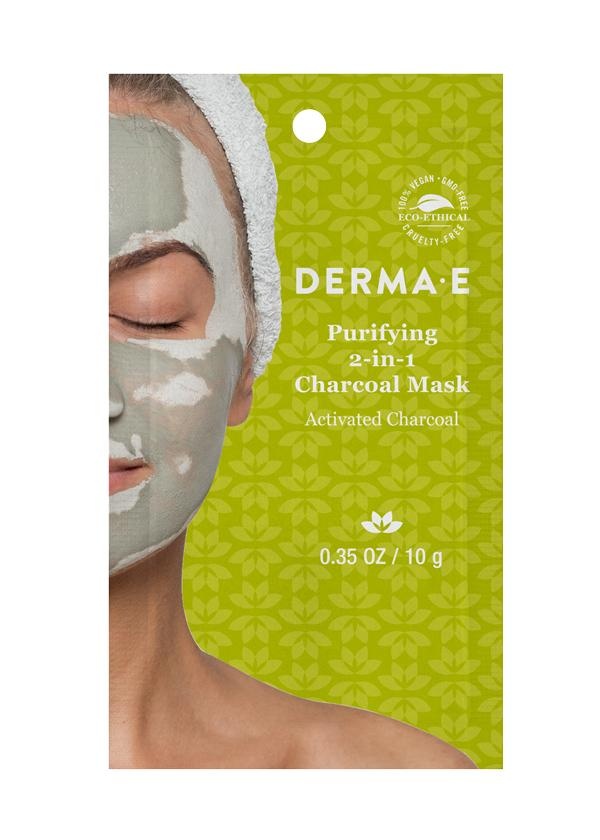 100% VEGAN • GMO-FREE
ECO-ETHICAL
CRUELTY-FREE
DERMA·E
Purifying
2-in-1
Charcoal Mask
Activated Charcoal
0.35 OZ / 10 g